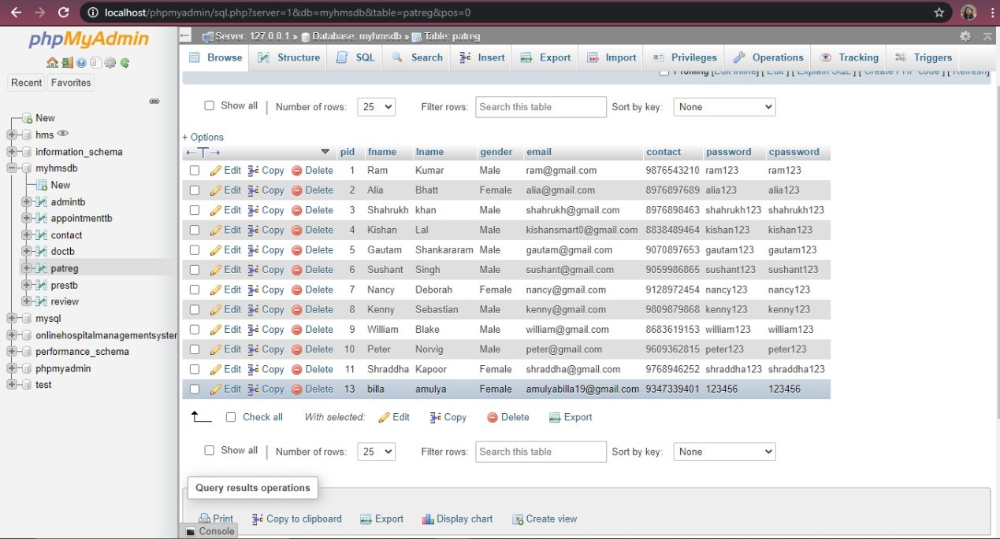 localhost/phpmyadmin/sql.php?server=1&db=myhmsdb&table=patreg&pos=0
phpMyAdmin
Server: 127.0.0.1 » Database: myhmsdb » Table: patreg
Browse Structure SQL Search Insert Export Import Privileges Operations Tracking Triggers
Profiling [Edit inline] [ Edit ] [ Explain SQL ] [ Create PHP code ] [ Refresh]
Recent Favorites
New
hms
information_schema
myhmsdb
New
admintb
appointmenttb
contact
doctb
patreg
prestb
review
mysql
onlinehospitalmanagementsyster
performance_schema
phpmyadmin
test
Show all | Number of rows: 25 Filter rows: Search this table Sort by key: None
+ Options
←T→ pid fname lname gender email contact password cpassword
Edit Copy Delete 1 Ram Kumar Male ram@gmail.com 9876543210 ram123 ram123
Edit Copy Delete 2 Alia Bhatt Female alia@gmail.com 8976897689 alia123 alia123
Edit Copy Delete 3 Shahrukh khan Male shahrukh@gmail.com 8976898463 shahrukh123 shahrukh123
Edit Copy Delete 4 Kishan Lal Male kishansmart0@gmail.com 8838489464 kishan123 kishan123
Edit Copy Delete 5 Gautam Shankararam Male gautam@gmail.com 9070897653 gautam123 gautam123
Edit Copy Delete 6 Sushant Singh Male sushant@gmail.com 9059986865 sushant123 sushant123
Edit Copy Delete 7 Nancy Deborah Female nancy@gmail.com 9128972454 nancy123 nancy123
Edit Copy Delete 8 Kenny Sebastian Male kenny@gmail.com 9809879868 kenny123 kenny123
Edit Copy Delete 9 William Blake Male william@gmail.com 8683619153 william123 william123
Edit Copy Delete 10 Peter Norvig Male peter@gmail.com 9609362815 peter123 peter123
Edit Copy Delete 11 Shraddha Kapoor Female shraddha@gmail.com 9768946252 shraddha123 shraddha123
Edit Copy Delete 13 billa amulya Female amulyabilla19@gmail.com 9347339401 123456 123456
Check all With selected: Edit Copy Delete Export
Show all | Number of rows: 25 Filter rows: Search this table Sort by key: None
Query results operations
Print Copy to clipboard Export Display chart Create view
Console